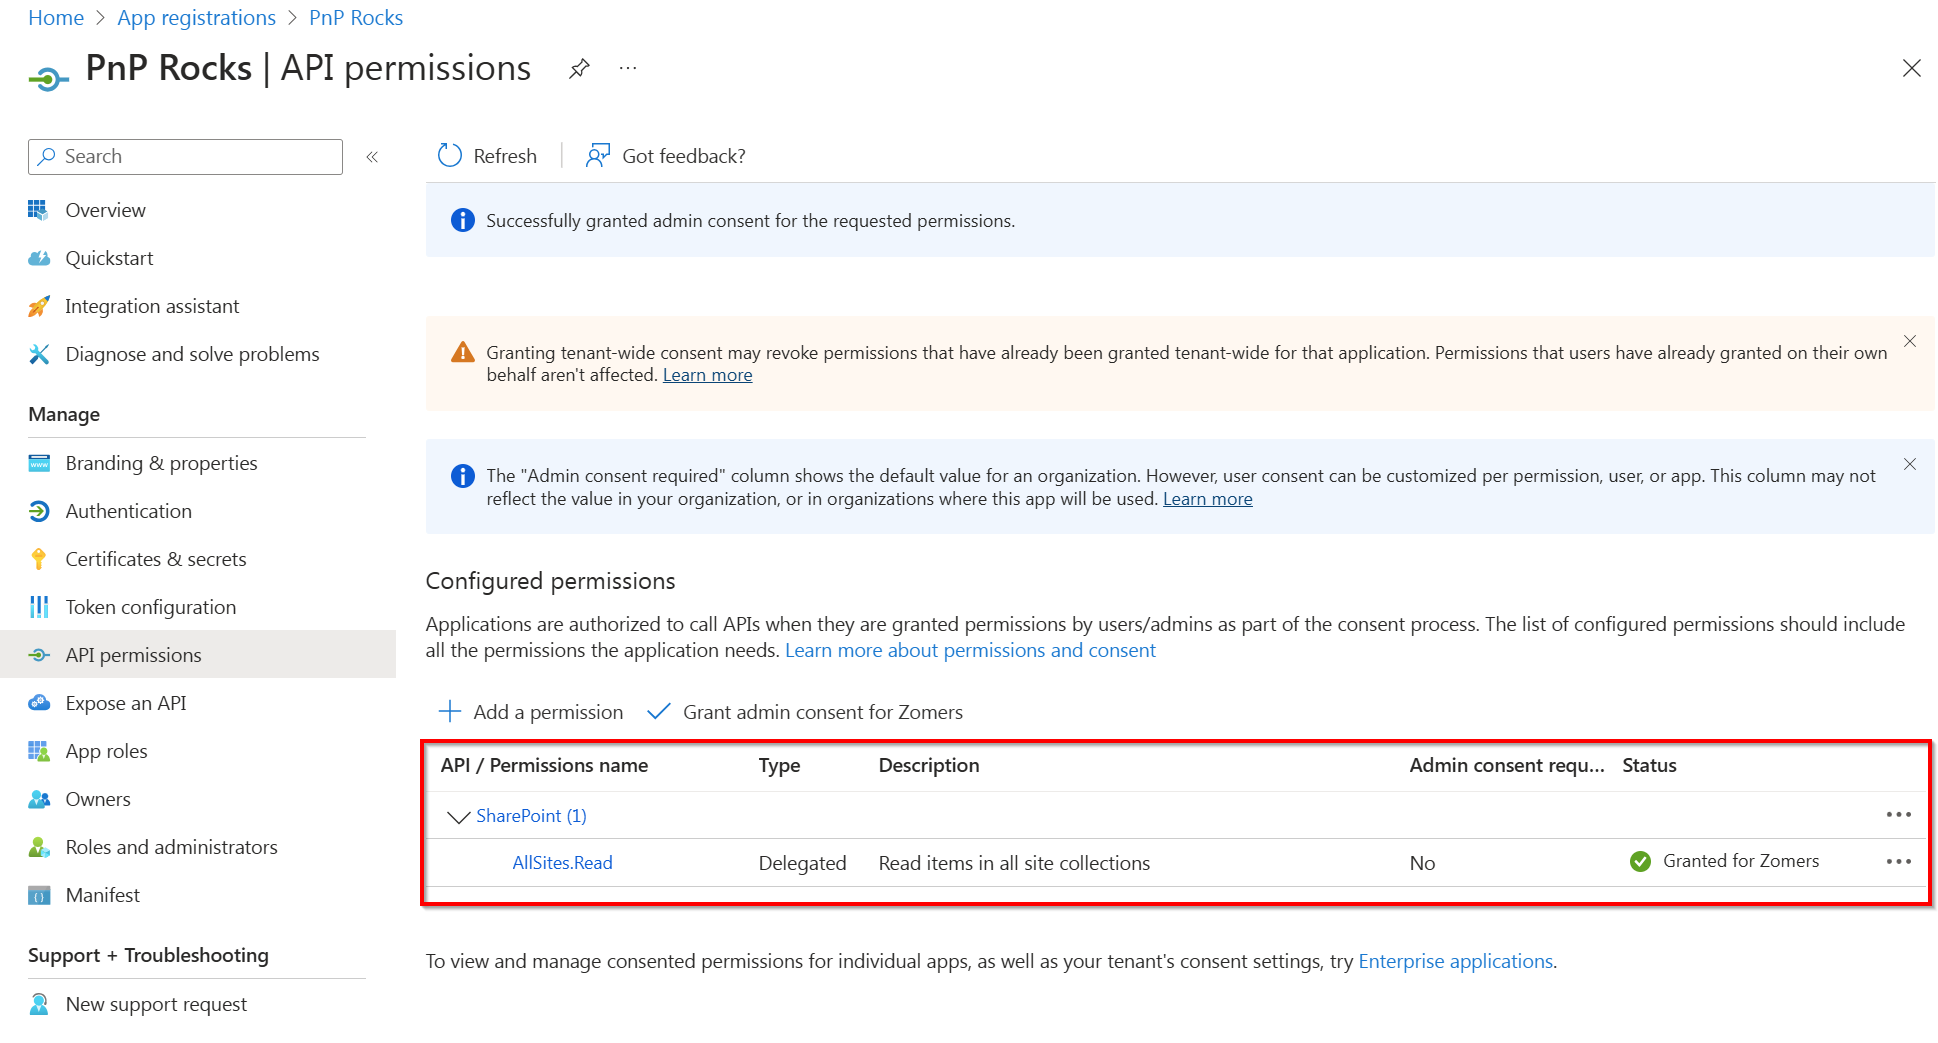 Home > App registrations > PnP Rocks
PnP Rocks | API permissions
Search
Refresh
Got feedback?
Overview
Quickstart
Integration assistant
Diagnose and solve problems
Manage
Branding & properties
Authentication
Certificates & secrets
Token configuration
API permissions
Expose an API
App roles
Owners
Roles and administrators
Manifest
Support + Troubleshooting
New support request
Successfully granted admin consent for the requested permissions.
Granting tenant-wide consent may revoke permissions that have already been granted tenant-wide for that application. Permissions that users have already granted on their own
behalf aren't affected. Learn more
The "Admin consent required" column shows the default value for an organization. However, user consent can be customized per permission, user, or app. This column may not
reflect the value in your organization, or in organizations where this app will be used. Learn more
Configured permissions
Applications are authorized to call APIs when they are granted permissions by users/admins as part of the consent process. The list of configured permissions should include
all the permissions the application needs. Learn more about permissions and consent
Add a permission
Grant admin consent for Zomers
API / Permissions name Type Description Admin consent requ... Status
SharePoint (1)
AllSites.Read Delegated Read items in all site collections No Granted for Zomers
To view and manage consented permissions for individual apps, as well as your tenant's consent settings, try Enterprise applications.